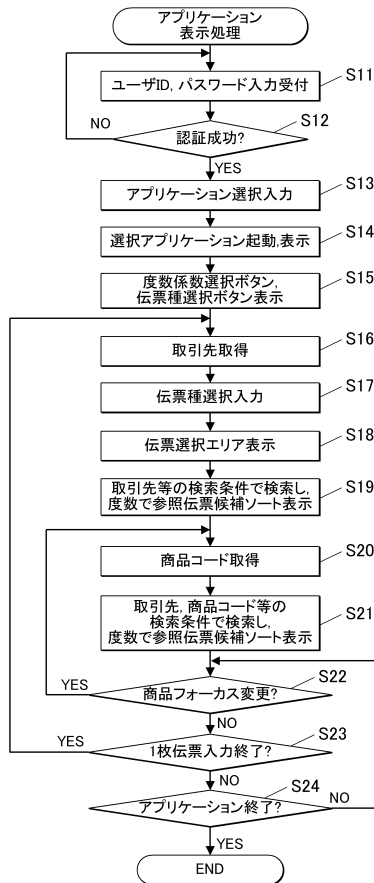 アプリケーション
表示処理
ユーザID, パスワード入力受付
S11
認証成功?
S12
NO
YES
アプリケーション選択入力
S13
選択アプリケーション起動,表示
S14
度数係数選択ボタン,
伝票種選択ボタン表示
S15
取引先取得
S16
伝票種選択入力
S17
伝票選択エリア表示
S18
取引先等の検索条件で検索し,
度数で参照伝票候補ソート表示
S19
商品コード取得
S20
取引先, 商品コード等の
検索条件で検索し,
度数で参照伝票候補ソート表示
S21
商品フォーカス変更?
S22
YES
NO
1枚伝票入力終了?
S23
YES
NO
アプリケーション終了?
S24
NO
YES
END